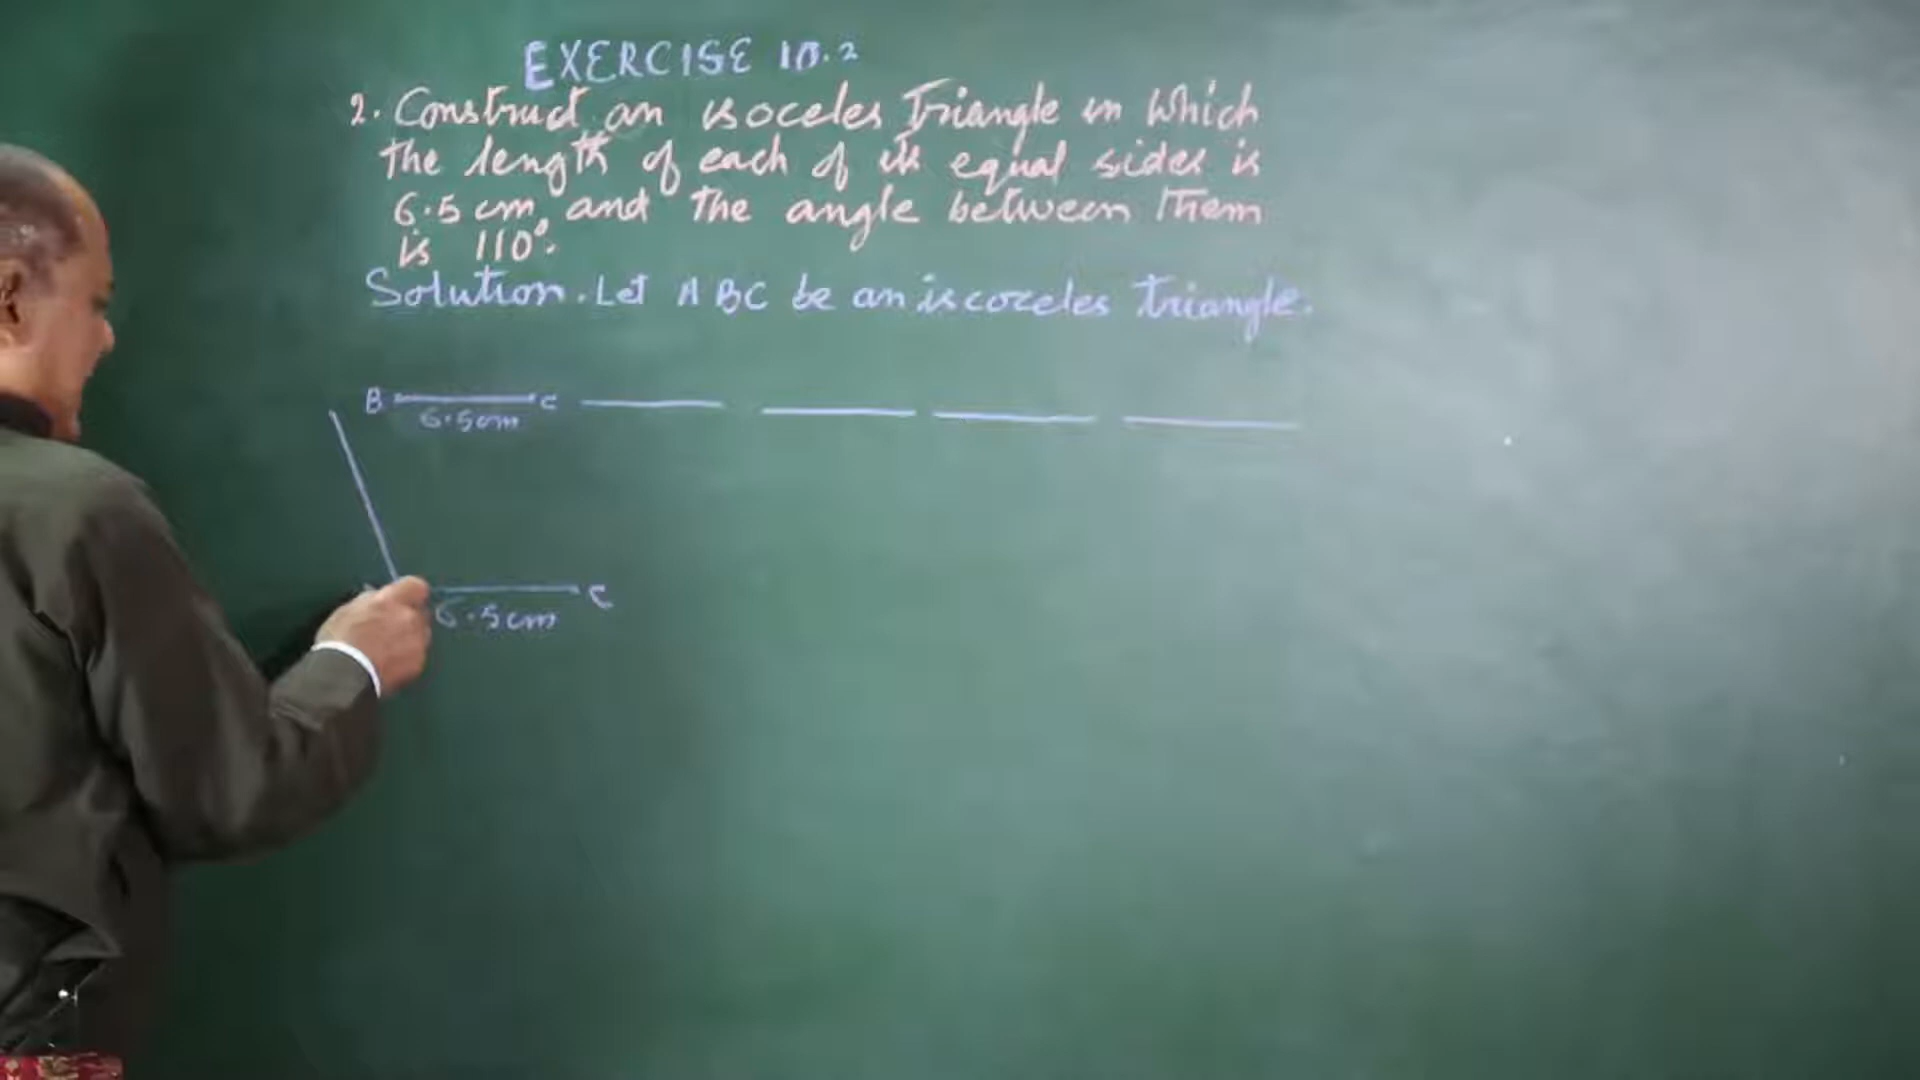 EXERCISE 10.2
2. Construct an isoceles Triangle in Which
the length of each of its equal sides is
6.5 cm, and the angle between them
is 110°.
Solution. Let ABC be an iscoceles triangle.
B C
6.5cm
C
6.5cm